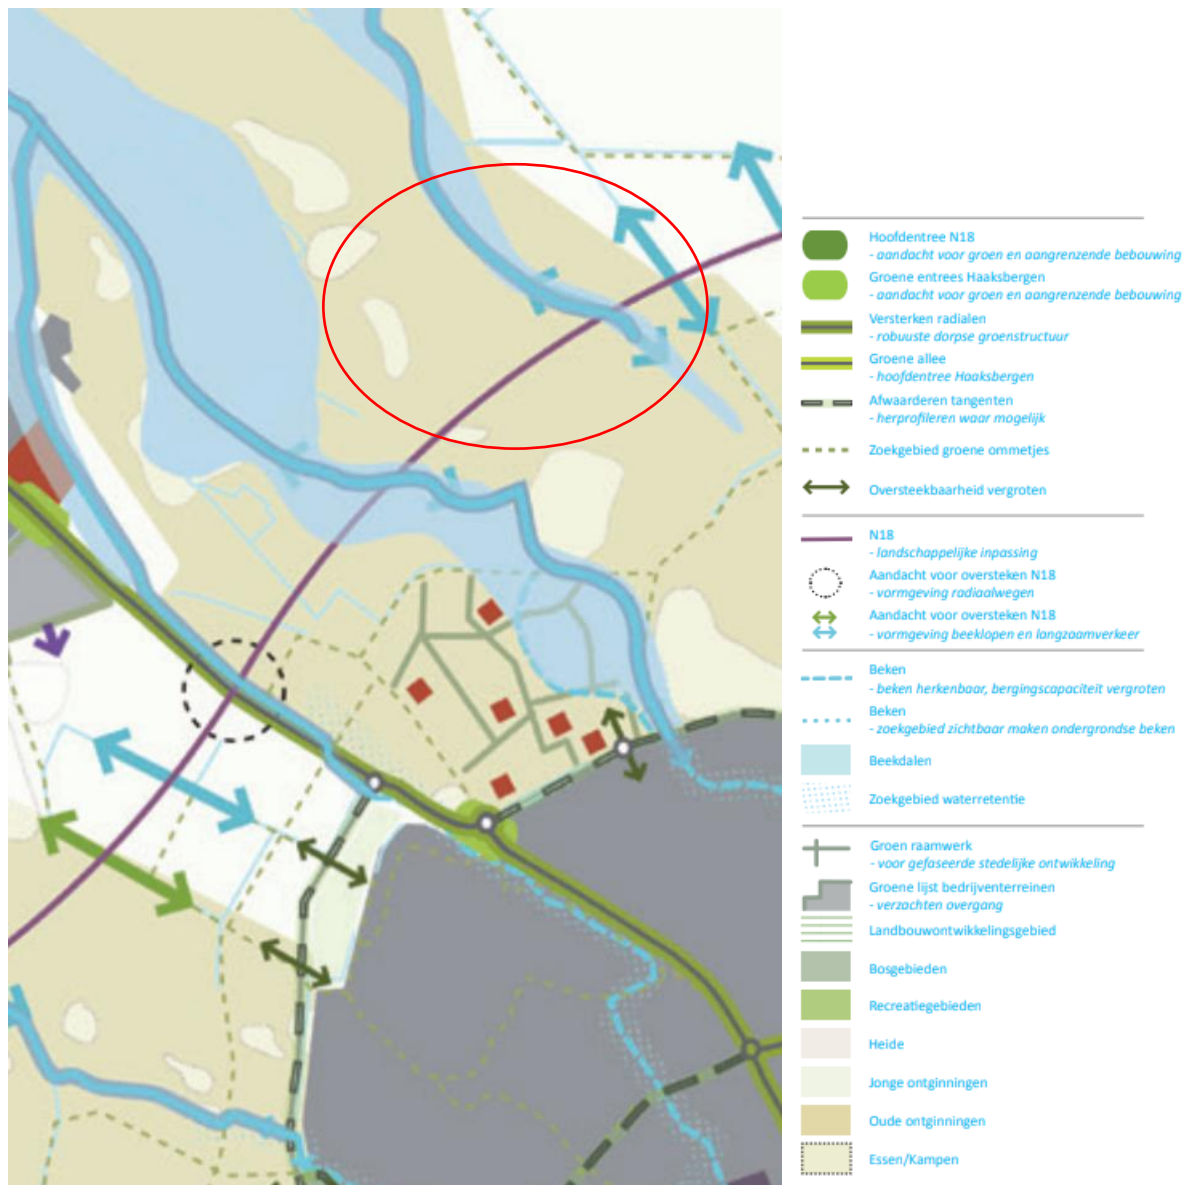 Hoofdentree N18
- aandacht voor groen en aangrenzende bebouwing
Groene entrees Haaksbergen
- aandacht voor groen en aangrenzende bebouwing
Versterken radialen
- robuuste dorpse groenstructuur
Groene allee
- hoofdentree Haaksbergen
Afwaarderen tangenten
- herprofileren waar mogelijk
Zoekgebied groene ommetjes
Oversteekbaarheid vergroten
N18
- landschappelijke inpassing
Aandacht voor oversteken N18
- vormgeving radiaalwegen
Aandacht voor oversteken N18
- vormgeving beeklopen en langzaamverkeer
Beken
- beken herkenbaar, bergingscapaciteit vergroten
Beken
- zoekgebied zichtbaar maken ondergrondse beken
Beekdalen
Zoekgebied waterretentie
Groen raamwerk
- voor gefaseerde stedelijke ontwikkeling
Groene lijst bedrijventerreinen
- verzachten overgang
Landbouwontwikkelingsgebied
Bosgebieden
Recreatiegebieden
Heide
Jonge ontginningen
Oude ontginningen
Essen/Kampen